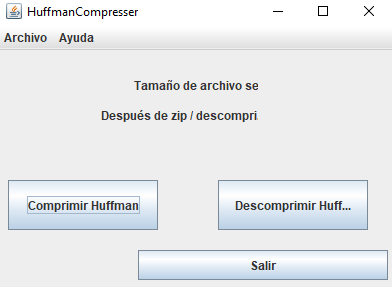 HuffmanCompresser
Archivo Ayuda
Tamaño de archivo se
Después de zip / descompri
Comprimir Huffman Descomprimir Huff...
Salir